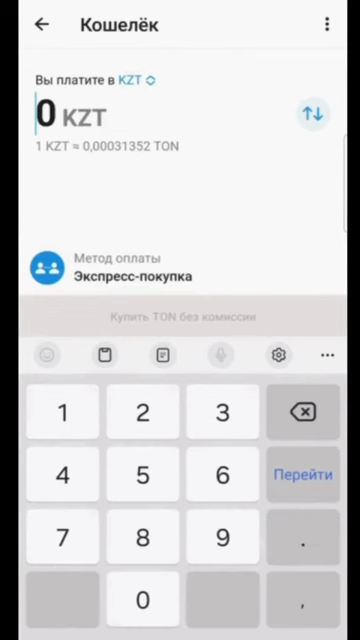 Кошелёк
Вы платите в KZT
0 KZT
1 KZT ≈ 0,00031352 TON
Метод оплаты
Экспресс-покупка
Купить TON без комиссии
1 2 3
4 5 6 Перейти
7 8 9 .
0 ,